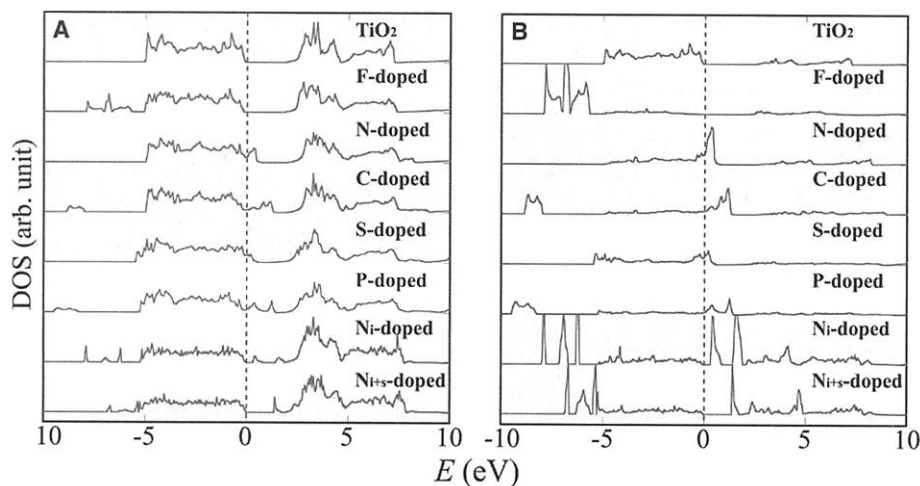 A
TiO2
F-doped
N-doped
C-doped
S-doped
P-doped
Ni-doped
Ni+s-doped
10 -5 0 5 10
B
TiO2
F-doped
N-doped
C-doped
S-doped
P-doped
Ni-doped
Ni+s-doped
-10 -5 0 5 10
DOS (arb. unit)
E (eV)